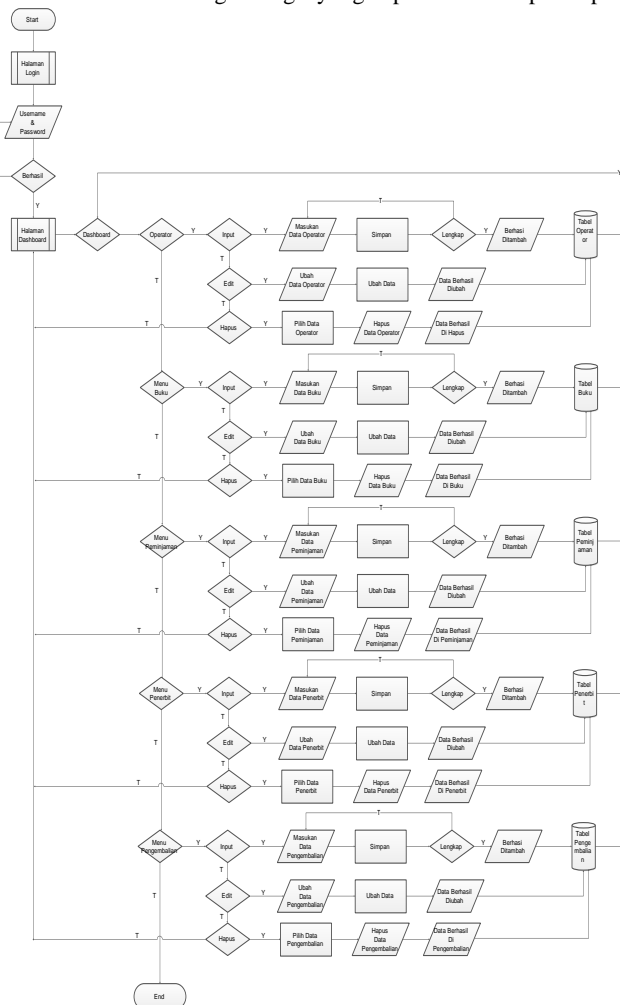 Start
Halaman
Login
Username
&
Password
Berhasil
Y
Halaman
Dashboard
Dashboard
Y
Operator
Y
Input
Y
Masukan
Data Operator
Simpan
T
Lengkap
Y
Berhasi
Ditambah
Tabel
Operat
or
T
T
Edit
Ubah
Data Operator
Ubah Data
Data Berhasil
Diubah
T
T
Hapus
Y
Pilih Data
Operator
Hapus
Data Operator
Data Berhasil
Di Hapus
Menu
Buku
Y
Input
Y
Masukan
Data Buku
Simpan
T
Lengkap
Y
Berhasi
Ditambah
Tabel
Buku
T
T
Edit
Ubah
Data Buku
Ubah Data
Data Berhasil
Diubah
T
T
Hapus
Y
Pilih Data Buku
Hapus
Data Buku
Data Berhasil
Di Buku
Menu
Peminjaman
Y
Input
Y
Masukan
Data
Peminjaman
Simpan
T
Lengkap
Y
Berhasi
Ditambah
Tabel
Peminj
aman
T
T
Edit
Ubah
Data
Peminjaman
Ubah Data
Data Berhasil
Diubah
T
T
Hapus
Y
Pilih Data
Peminjaman
Hapus
Data
Peminjaman
Data Berhasil
Di Peminjaman
Menu
Penerbit
Y
Input
Y
Masukan
Data Penerbit
Simpan
T
Lengkap
Y
Berhasi
Ditambah
Tabel
Penerbi
t
T
T
Edit
Ubah
Data Penerbit
Ubah Data
Data Berhasil
Diubah
T
T
Hapus
Y
Pilih Data
Penerbit
Hapus
Data Penerbit
Data Berhasil
Di Penerbit
Menu
Pengembalian
Y
Input
Y
Masukan
Data
Pengembalian
Simpan
T
Lengkap
Y
Berhasi
Ditambah
Tabel
Penge
mbalia
n
T
T
Edit
Ubah
Data
Pengembalian
Ubah Data
Data Berhasil
Diubah
T
T
Hapus
Y
Pilih Data
Pengembalian
Hapus
Data
Pengembalian
Data Berhasil
Di
Pengembalian
End